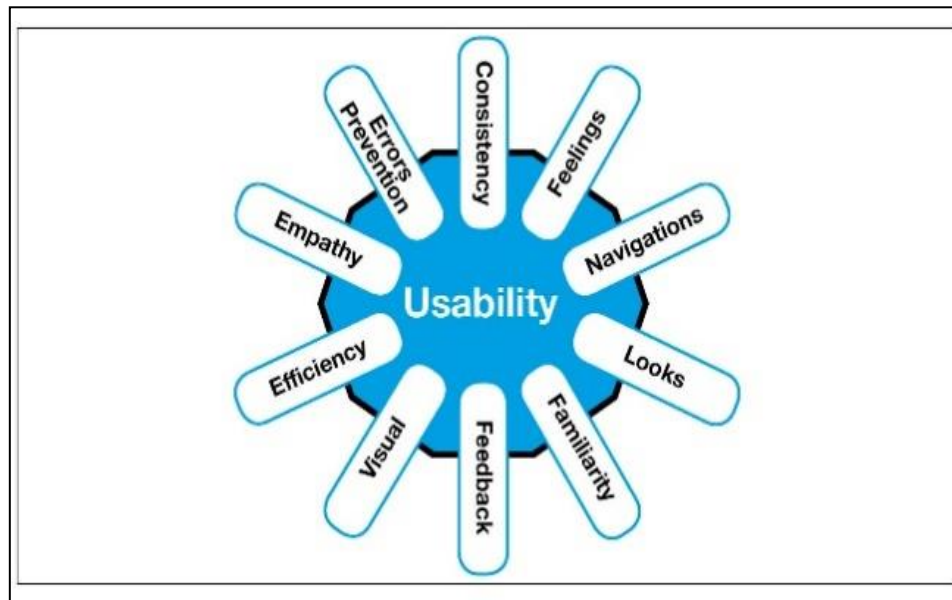 Consistency
Feelings
Navigations
Looks
Familiarity
Feedback
Visual
Efficiency
Empathy
Errors
Prevention
Usability